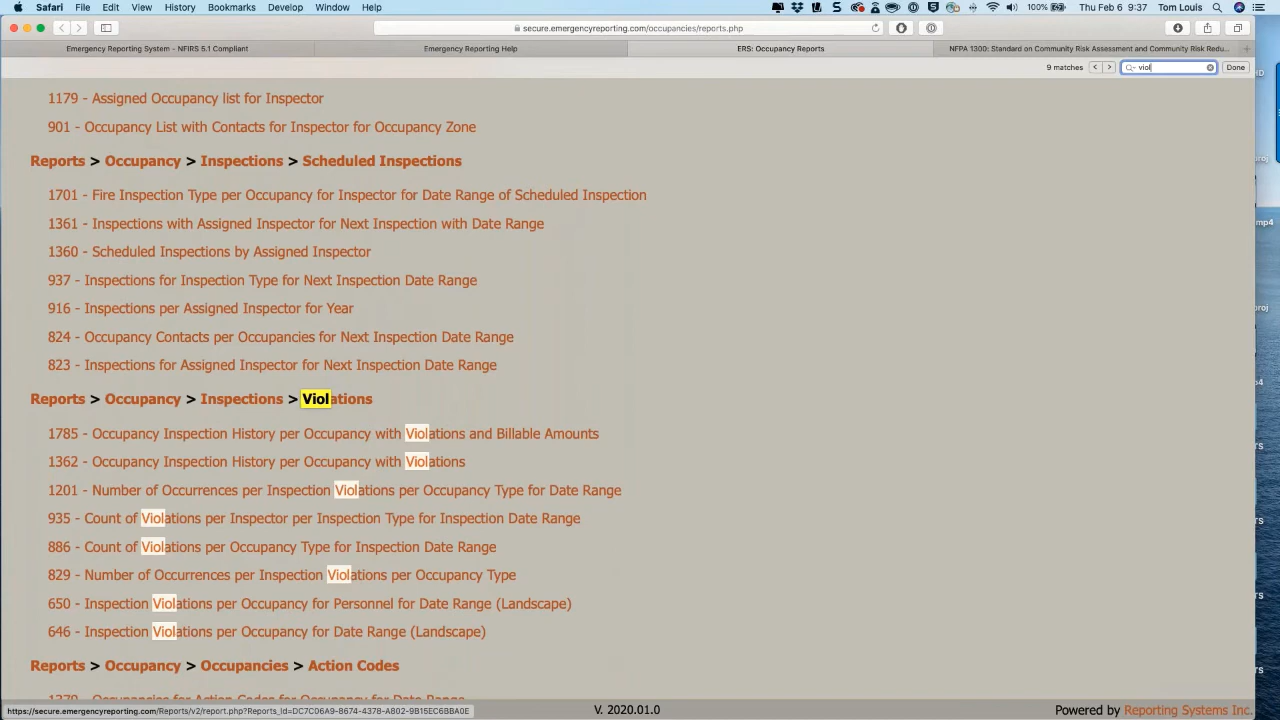 Safari File Edit View History Bookmarks Develop Window Help 100% Thu Feb 6 9:37 Tom Louis
secure.emergencyreporting.com/occupancies/reports.php
Emergency Reporting System - NFIRS 5.1 Compliant Emergency Reporting Help ERS: Occupancy Reports NFPA 1300: Standard on Community Risk Assessment and Community Risk Redu...
9 matches viol Done
1179 - Assigned Occupancy list for Inspector
901 - Occupancy List with Contacts for Inspector for Occupancy Zone
Reports > Occupancy > Inspections > Scheduled Inspections
1701 - Fire Inspection Type per Occupancy for Inspector for Date Range of Scheduled Inspection
1361 - Inspections with Assigned Inspector for Next Inspection with Date Range
1360 - Scheduled Inspections by Assigned Inspector
937 - Inspections for Inspection Type for Next Inspection Date Range
916 - Inspections per Assigned Inspector for Year
824 - Occupancy Contacts per Occupancies for Next Inspection Date Range
823 - Inspections for Assigned Inspector for Next Inspection Date Range
Reports > Occupancy > Inspections > Violations
1785 - Occupancy Inspection History per Occupancy with Violations and Billable Amounts
1362 - Occupancy Inspection History per Occupancy with Violations
1201 - Number of Occurrences per Inspection Violations per Occupancy Type for Date Range
935 - Count of Violations per Inspector per Inspection Type for Inspection Date Range
886 - Count of Violations per Occupancy Type for Inspection Date Range
829 - Number of Occurrences per Inspection Violations per Occupancy Type
650 - Inspection Violations per Occupancy for Personnel for Date Range (Landscape)
646 - Inspection Violations per Occupancy for Date Range (Landscape)
Reports > Occupancy > Occupancies > Action Codes
1379 - Occupancies for Action Codes for Occupancy for Date Range
https://secure.emergencyreporting.com/Reports/v2/report.php?Reports_Id=DC7C06A9-8674-4378-A802-9B15EC6BBA0E V. 2020.01.0 Powered by Reporting Systems Inc.